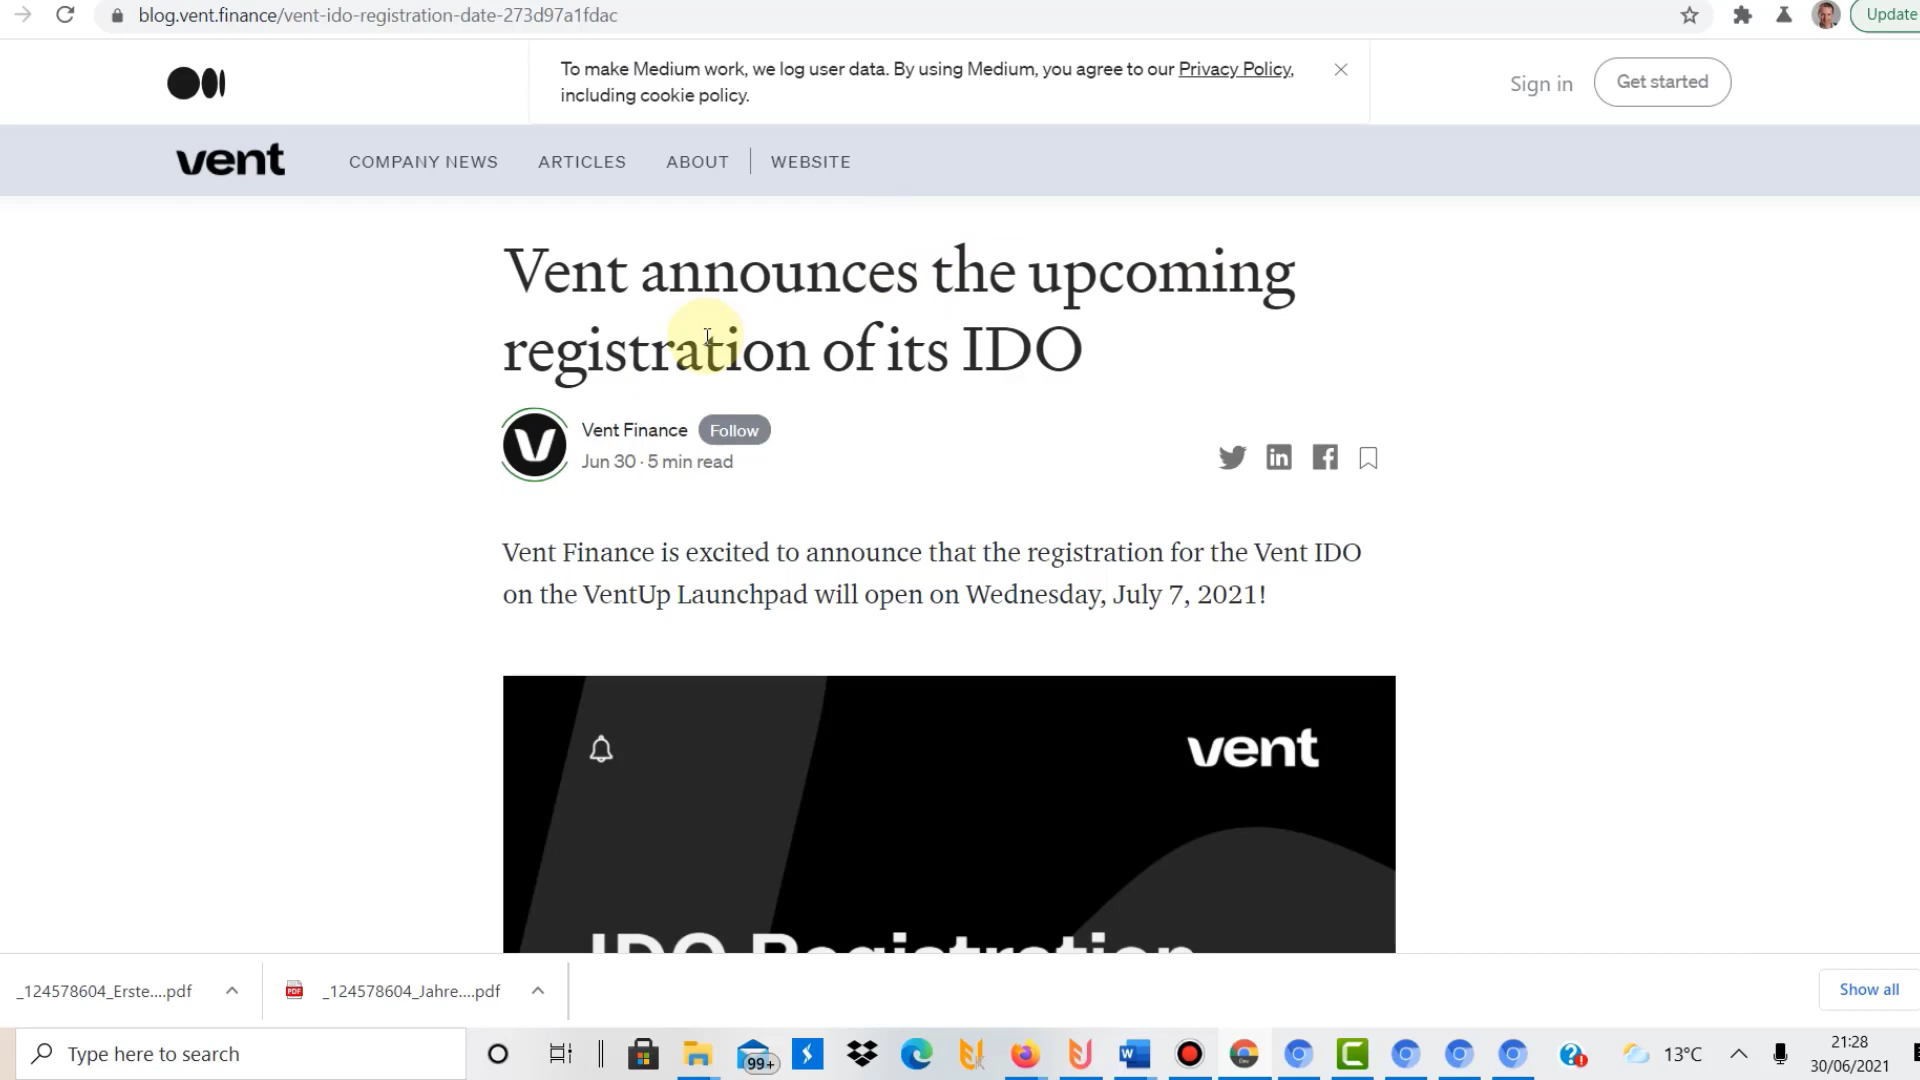 blog.vent.finance/vent-ido-registration-date-273d97a1fdac
Update
To make Medium work, we log user data. By using Medium, you agree to our Privacy Policy,
including cookie policy.
Sign in
Get started
vent
COMPANY NEWS
ARTICLES
ABOUT
WEBSITE
Vent announces the upcoming
registration of its IDO
Vent Finance
Follow
Jun 30 · 5 min read
Vent Finance is excited to announce that the registration for the Vent IDO
on the VentUp Launchpad will open on Wednesday, July 7, 2021!
vent
IDO Registration
_124578604_Erste....pdf
_124578604_Jahre....pdf
Show all
Type here to search
99+
13°C
21:28
30/06/2021